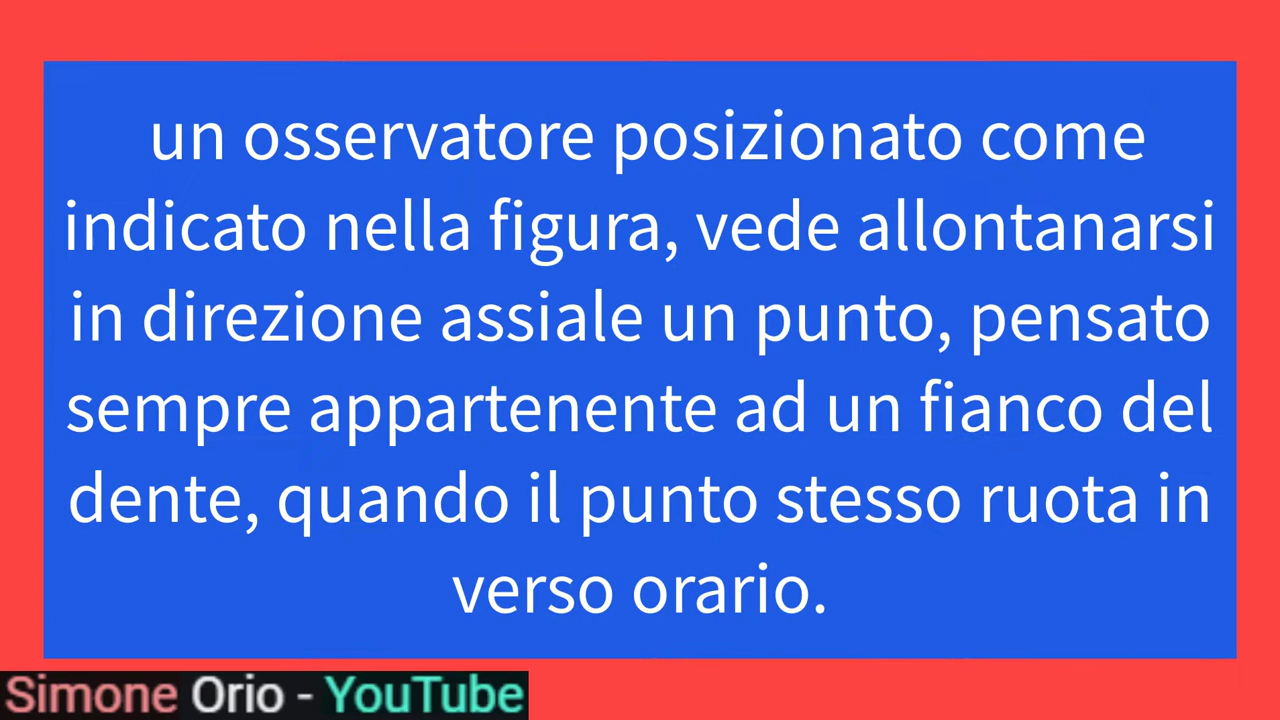 un osservatore posizionato come
indicato nella figura, vede allontanarsi
in direzione assiale un punto, pensato
sempre appartenente ad un fianco del
dente, quando il punto stesso ruota in
verso orario.
Simone Orio - YouTube